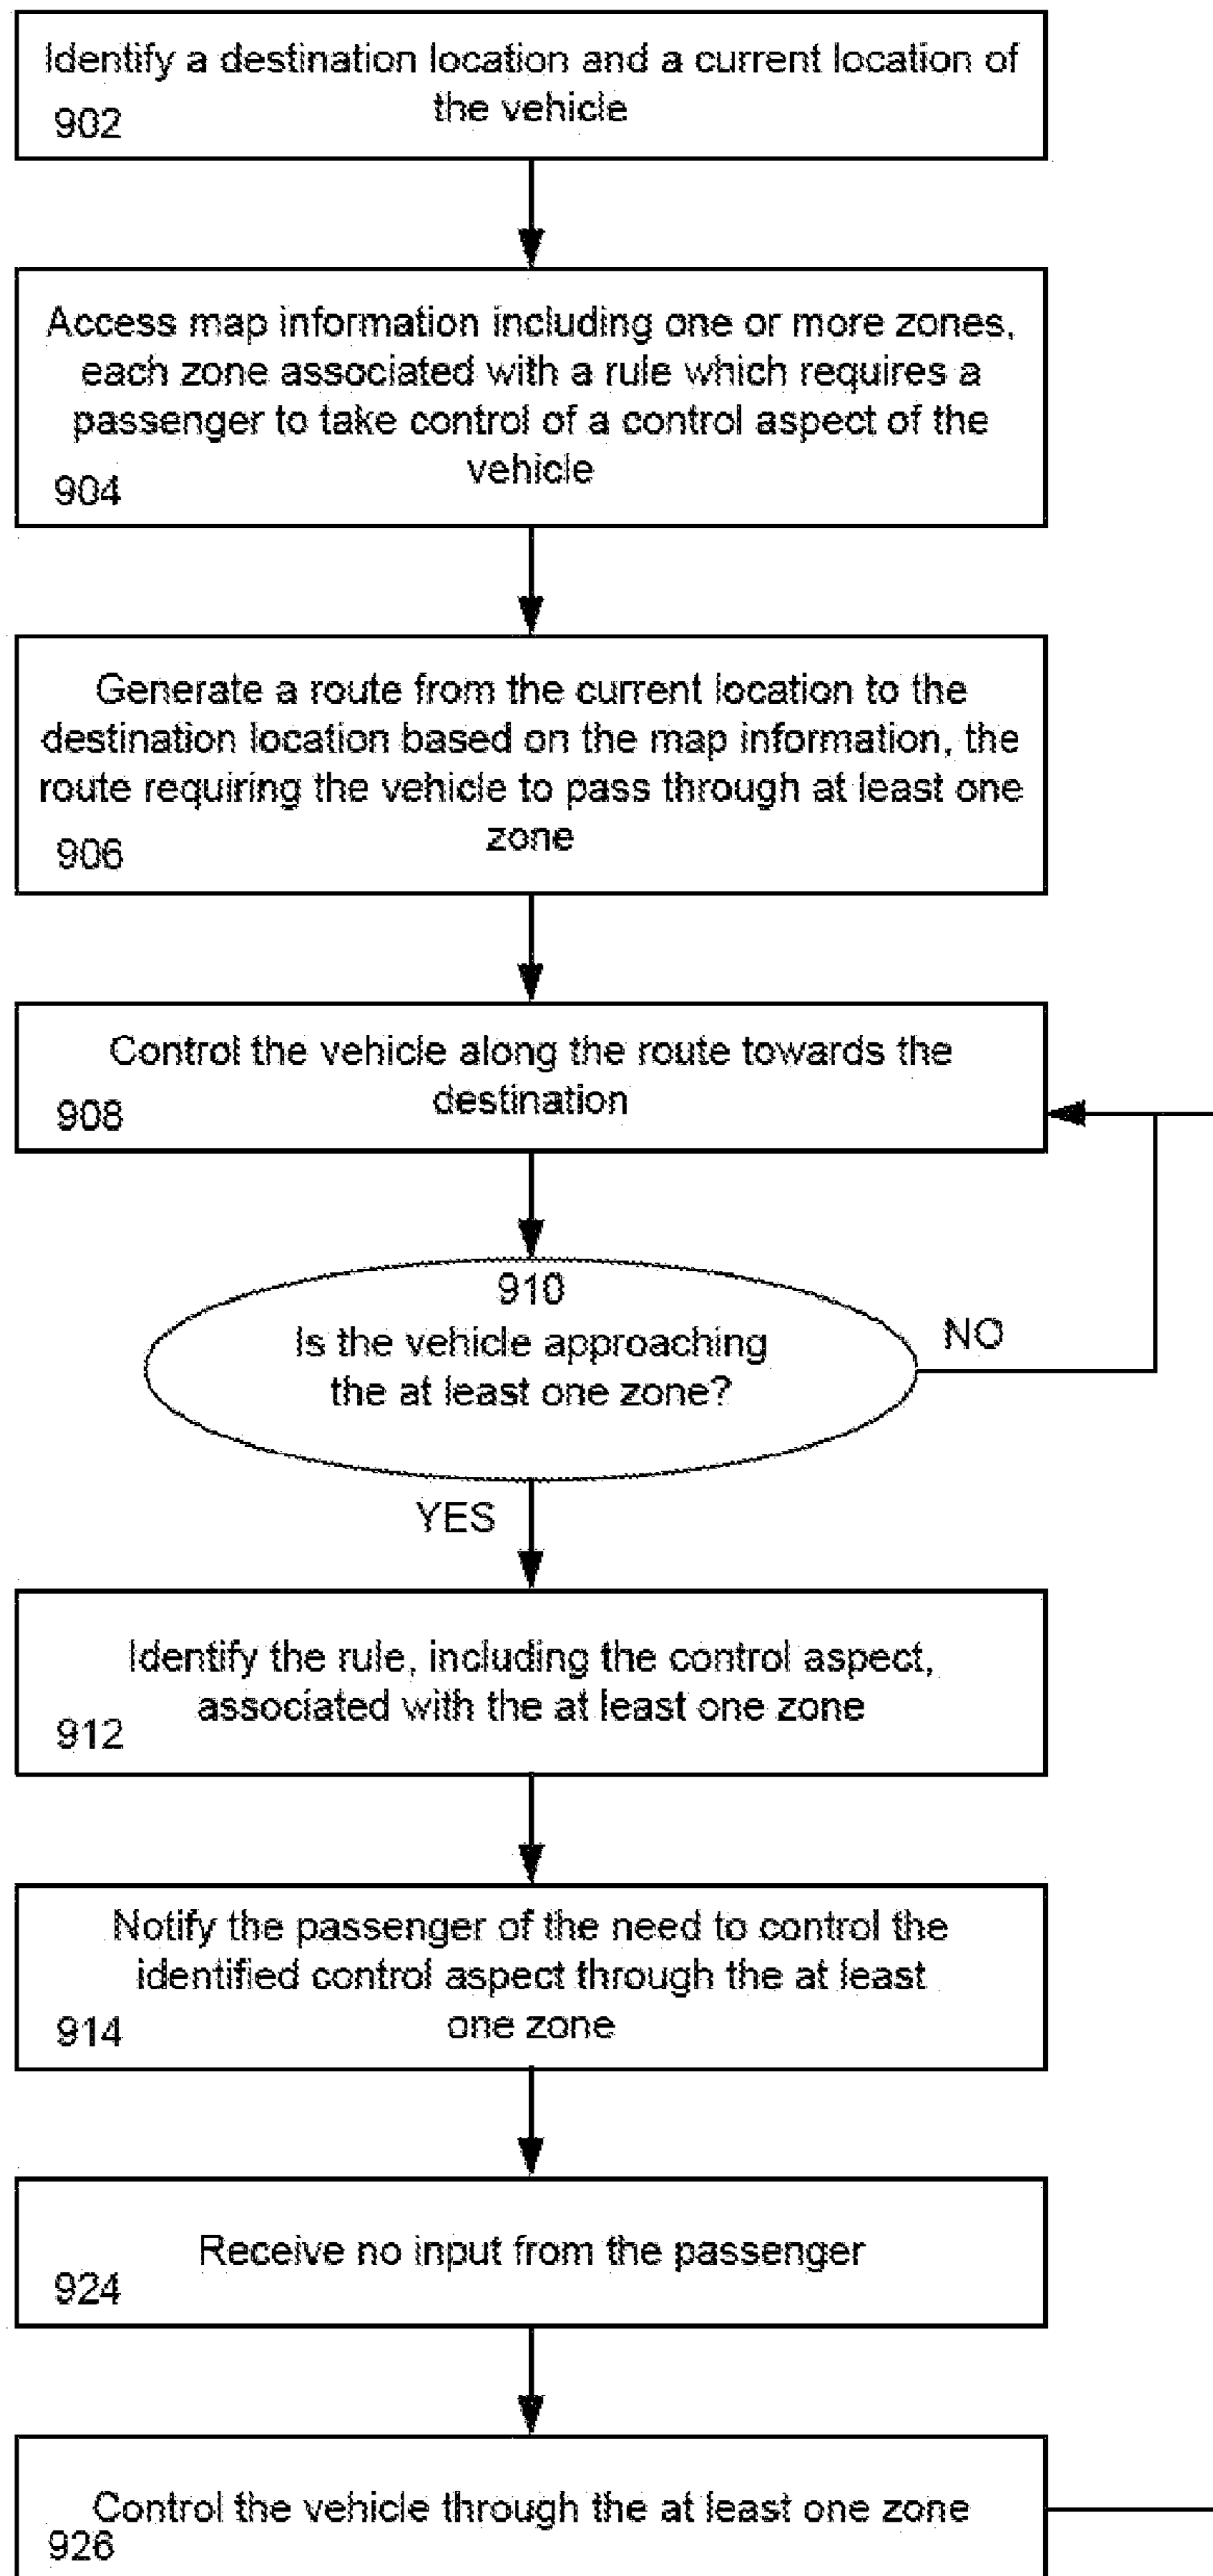 Identify a destination location and a current location of
the vehicle
902
Access map information including one or more zones,
each zone associated with a rule which requires a
passenger to take control of a control aspect of the
vehicle
904
Generate a route from the current location to the
destination location based on the map information, the
route requiring the vehicle to pass through at least one
zone
906
Control the vehicle along the route towards the
destination
908
910
Is the vehicle approaching
the at least one zone?
NO
YES
Identify the rule, including the control aspect,
associated with the at least one zone
912
Notify the passenger of the need to control the
identified control aspect through the at least
one zone
914
Receive no input from the passenger
924
Control the vehicle through the at least one zone
926